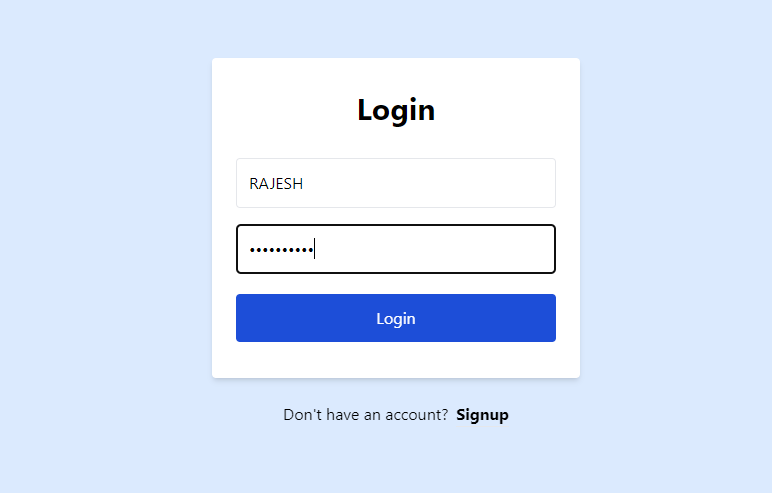 Login
RAJESH
••••••••••
Login
Don't have an account? Signup